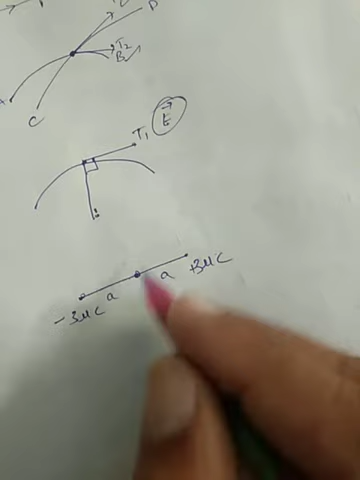 T₂
B
C
T₁ E⃗
a a +3μC
-3μC